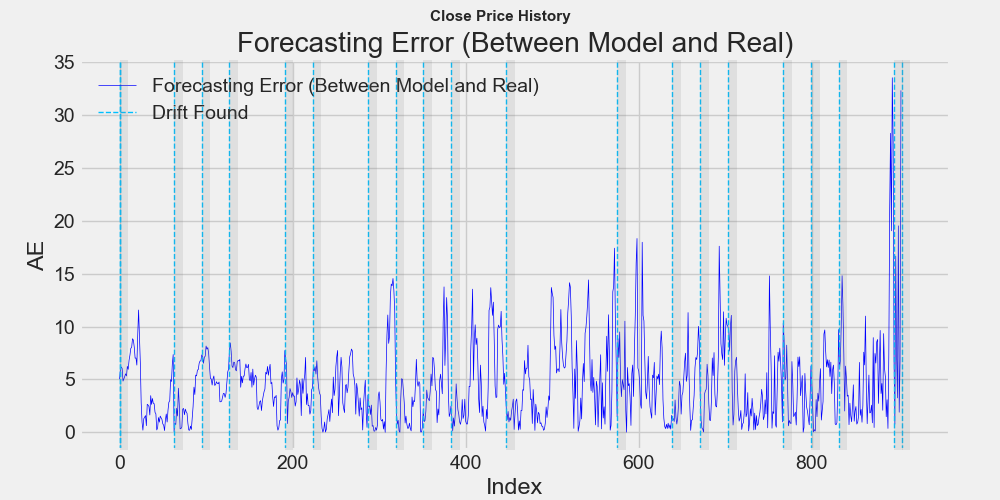 Close Price History
Forecasting Error (Between Model and Real)
Forecasting Error (Between Model and Real)
Drift Found
35
30
25
20
15
10
5
0
AE
0 200 400 600 800
Index